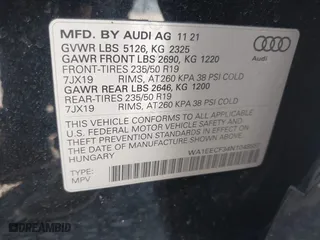 MFD. BY AUDI AG 11 21
GVWR LBS 5126, KG 2325
GAWR FRONT LBS 2690, KG 1220
FRONT-TIRES 235/50 R19
7JX19 RIMS, AT260 KPA 38 PSI COLD
GAWR REAR LBS 2646, KG 1200
REAR-TIRES 235/50 R19
7JX19 RIMS, AT260 KPA 38 PSI COLD
THIS VEHICLE CONFORMS TO ALL APPLICABLE
U.S. FEDERAL MOTOR VEHICLE SAFETY AND
THEFT PREVENTION STANDARDS IN EFFECT ON
DATE OF MANUFACTURE SHOWN ABOVE
HUNGARY
TYPE:
MPV
DREAMBID